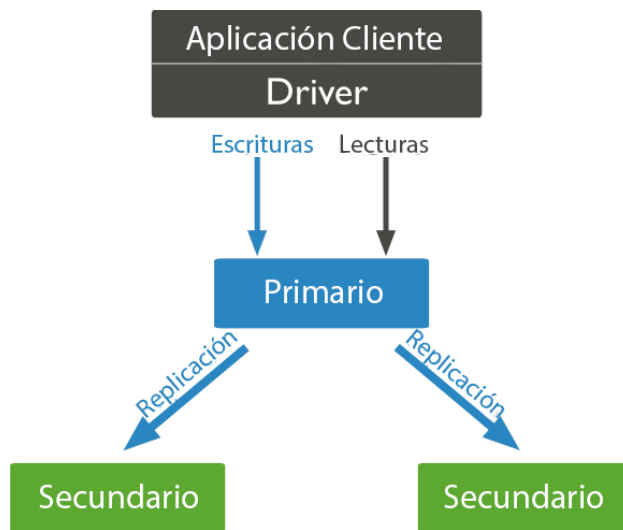 Aplicación Cliente
Driver
Escrituras
Lecturas
Primario
Replicación
Replicación
Secundario
Secundario